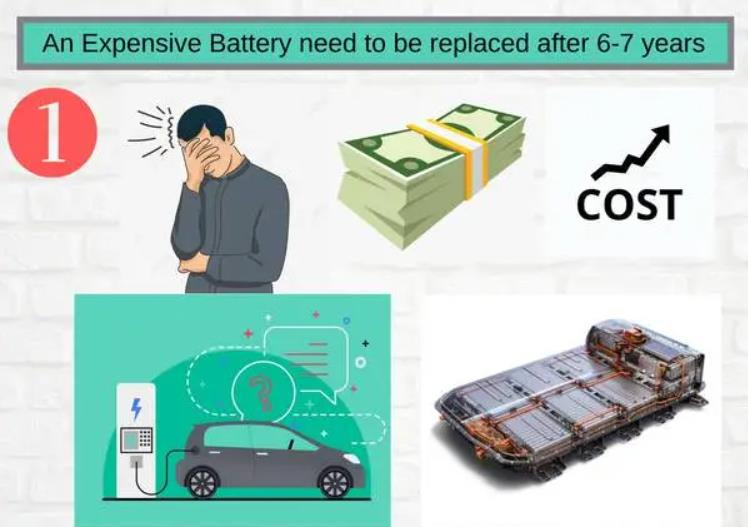 An Expensive Battery need to be replaced after 6-7 years
1
COST
?